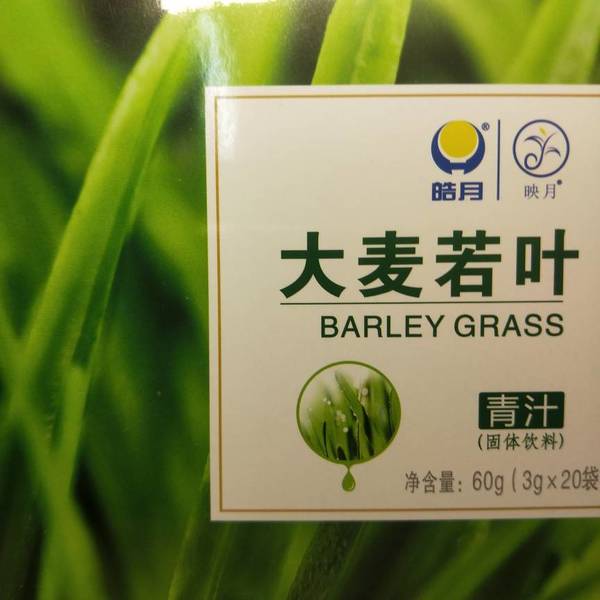 皓月® 映月®
大麦若叶
BARLEY GRASS
青汁
(固体饮料)
净含量: 60g(3g×20袋